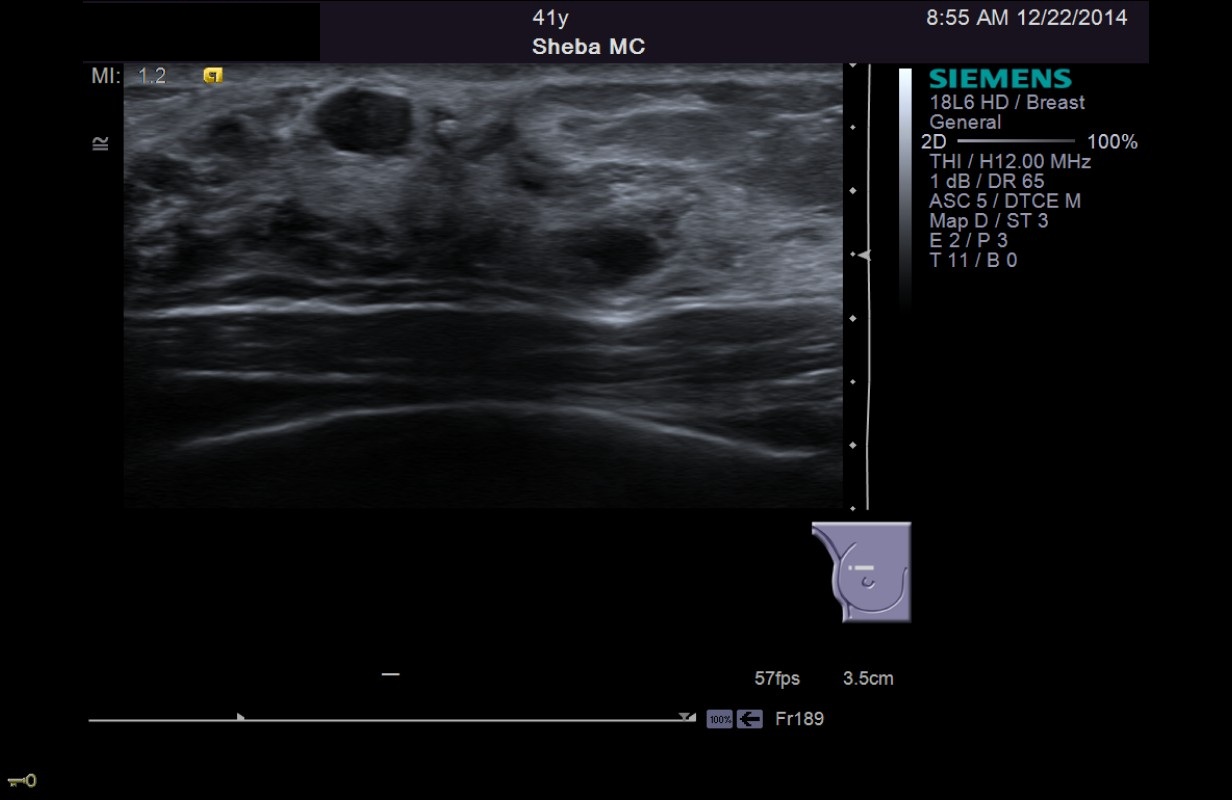 41y
8:55 AM 12/22/2014
Sheba MC
MI: 1.2
SIEMENS
18L6 HD / Breast
General
2D 100%
THI / H12.00 MHz
1 dB / DR 65
ASC 5 / DTCE M
Map D / ST 3
E 2 / P 3
T 11 / B 0
57fps 3.5cm
100% Fr189